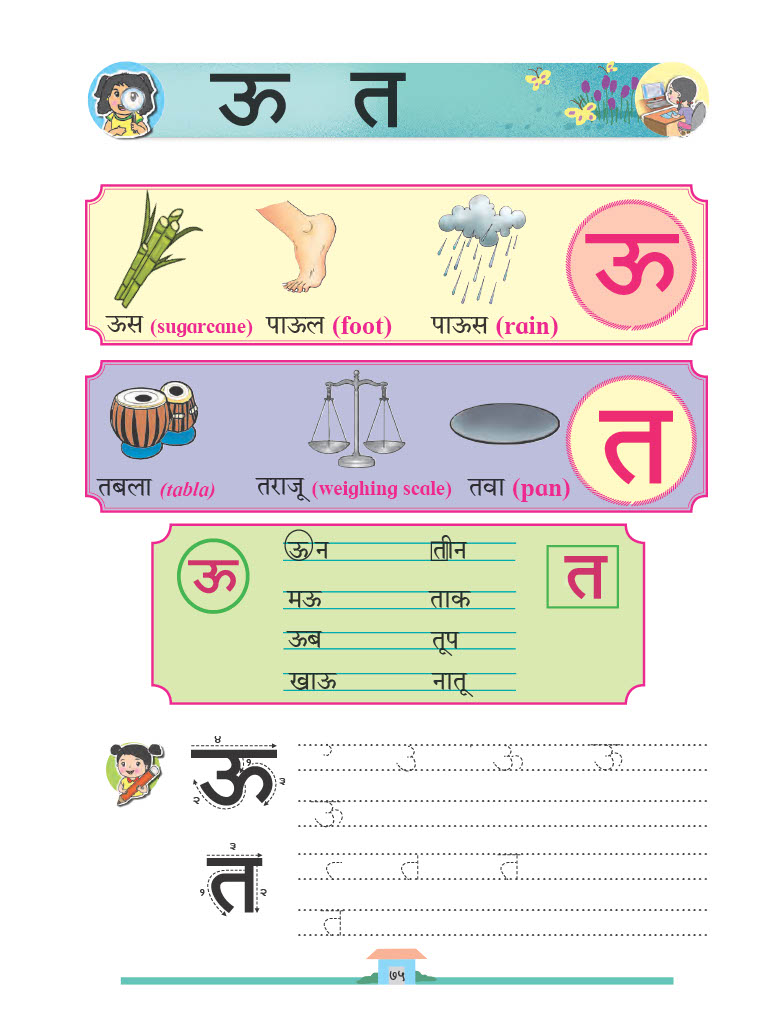 ऊ त
ऊस (sugarcane) पाऊल (foot) पाऊस (rain) ऊ
तबला (tabla) तराजू (weighing scale) तवा (pan) त
ऊ ऊन तीन त
मऊ ताक
ऊब तूप
खाऊ नातू
४
ऊ १ २ ३
ऊ
ऊ
३
त १ २
त त
त
७५